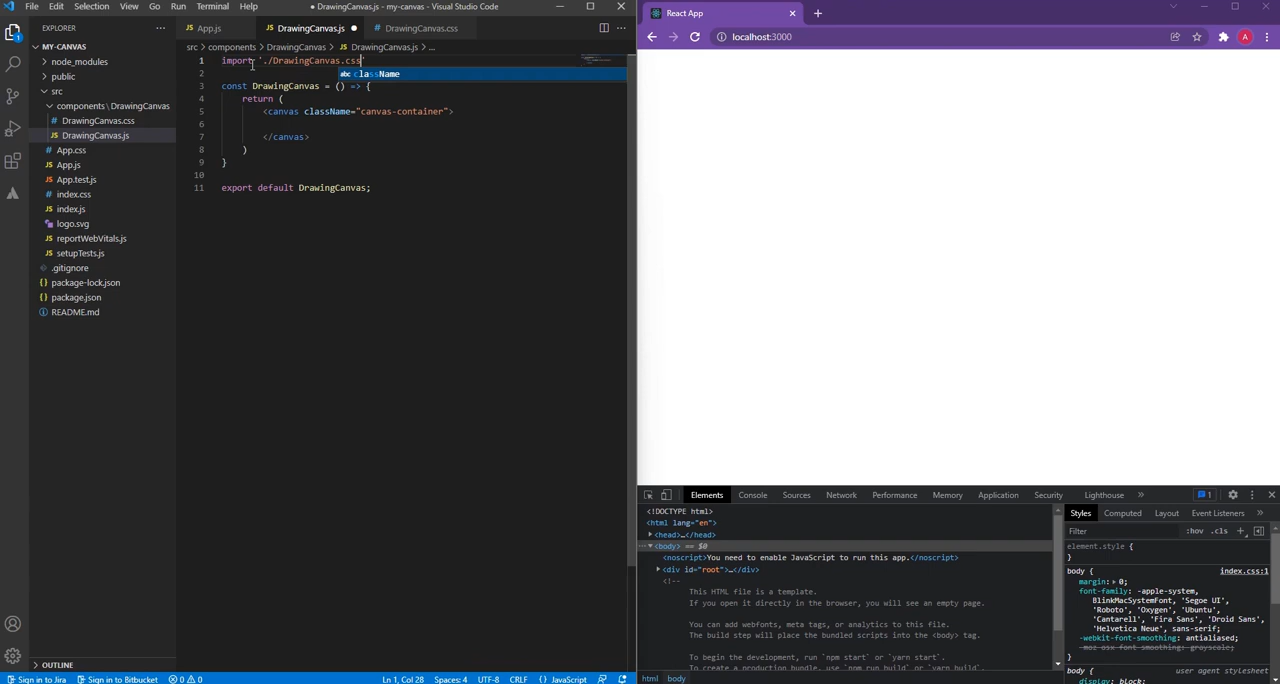 File Edit Selection View Go Run Terminal Help
● DrawingCanvas.js - my-canvas - Visual Studio Code
EXPLORER
MY-CANVAS
node_modules
public
src
components \ DrawingCanvas
# DrawingCanvas.css
JS DrawingCanvas.js
# App.css
JS App.js
JS App.test.js
# index.css
JS index.js
logo.svg
JS reportWebVitals.js
JS setupTests.js
.gitignore
{} package-lock.json
{} package.json
README.md
OUTLINE
JS App.js
JS DrawingCanvas.js ●
# DrawingCanvas.css
src > components > DrawingCanvas > JS DrawingCanvas.js > ...
1 import './DrawingCanvas.css'
abc className
2
3 const DrawingCanvas = () => {
4 return (
5 <canvas className="canvas-container">
6
7 </canvas>
8 )
9 }
10
11 export default DrawingCanvas;
Sign in to Jira
Sign in to Bitbucket
0 0
Ln 1, Col 28 Spaces: 4 UTF-8 CRLF {} JavaScript
React App
localhost:3000
A
Elements Console Sources Network Performance Memory Application Security Lighthouse » 1
<!DOCTYPE html>
<html lang="en">
<head>…</head>
<body> == $0
<noscript>You need to enable JavaScript to run this app.</noscript>
<div id="root">…</div>
<!--
This HTML file is a template.
If you open it directly in the browser, you will see an empty page.
You can add webfonts, meta tags, or analytics to this file.
The build step will place the bundled scripts into the <body> tag.
To begin the development, run `npm start` or `yarn start`.
To create a production bundle, use `npm run build` or `yarn build`.
html body
Styles Computed Layout Event Listeners »
Filter :hov .cls +
element.style {
}
body { index.css:1
margin: 0;
font-family: -apple-system,
BlinkMacSystemFont, 'Segoe UI',
'Roboto', 'Oxygen', 'Ubuntu',
'Cantarell', 'Fira Sans', 'Droid Sans',
'Helvetica Neue', sans-serif;
-webkit-font-smoothing: antialiased;
-moz-osx-font-smoothing: grayscale;
}
body { user agent stylesheet
display: block;